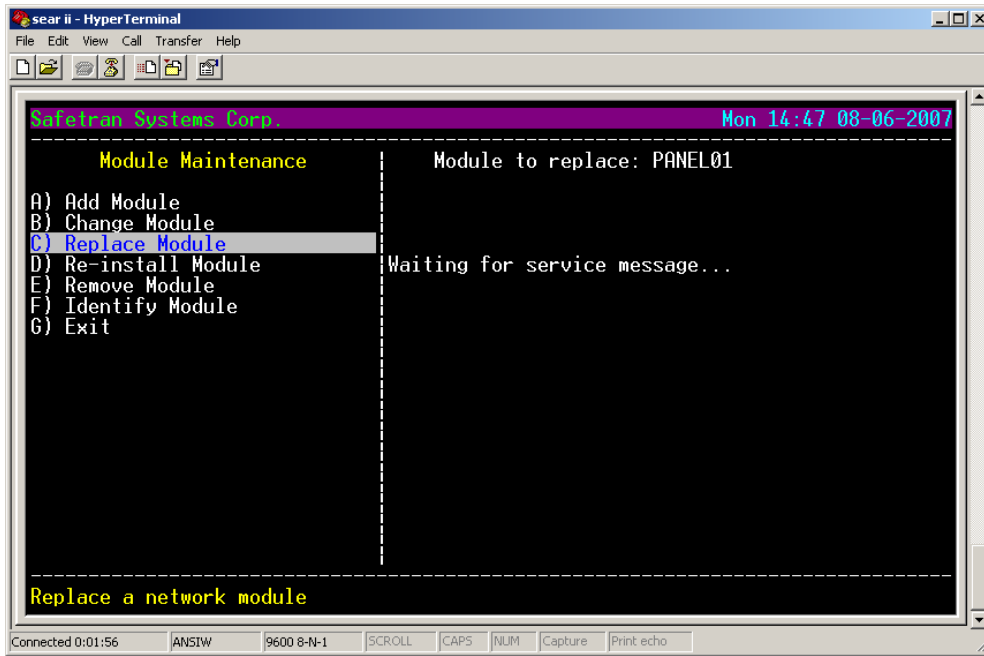 sear ii - HyperTerminal
File Edit View Call Transfer Help
Safetran Systems Corp. Mon 14:47 08-06-2007
Module Maintenance
Module to replace: PANEL01
A) Add Module
B) Change Module
C) Replace Module
D) Re-install Module
Waiting for service message...
E) Remove Module
F) Identify Module
G) Exit
Replace a network module
Connected 0:01:56 ANSIW 9600 8-N-1 SCROLL CAPS NUM Capture Print echo